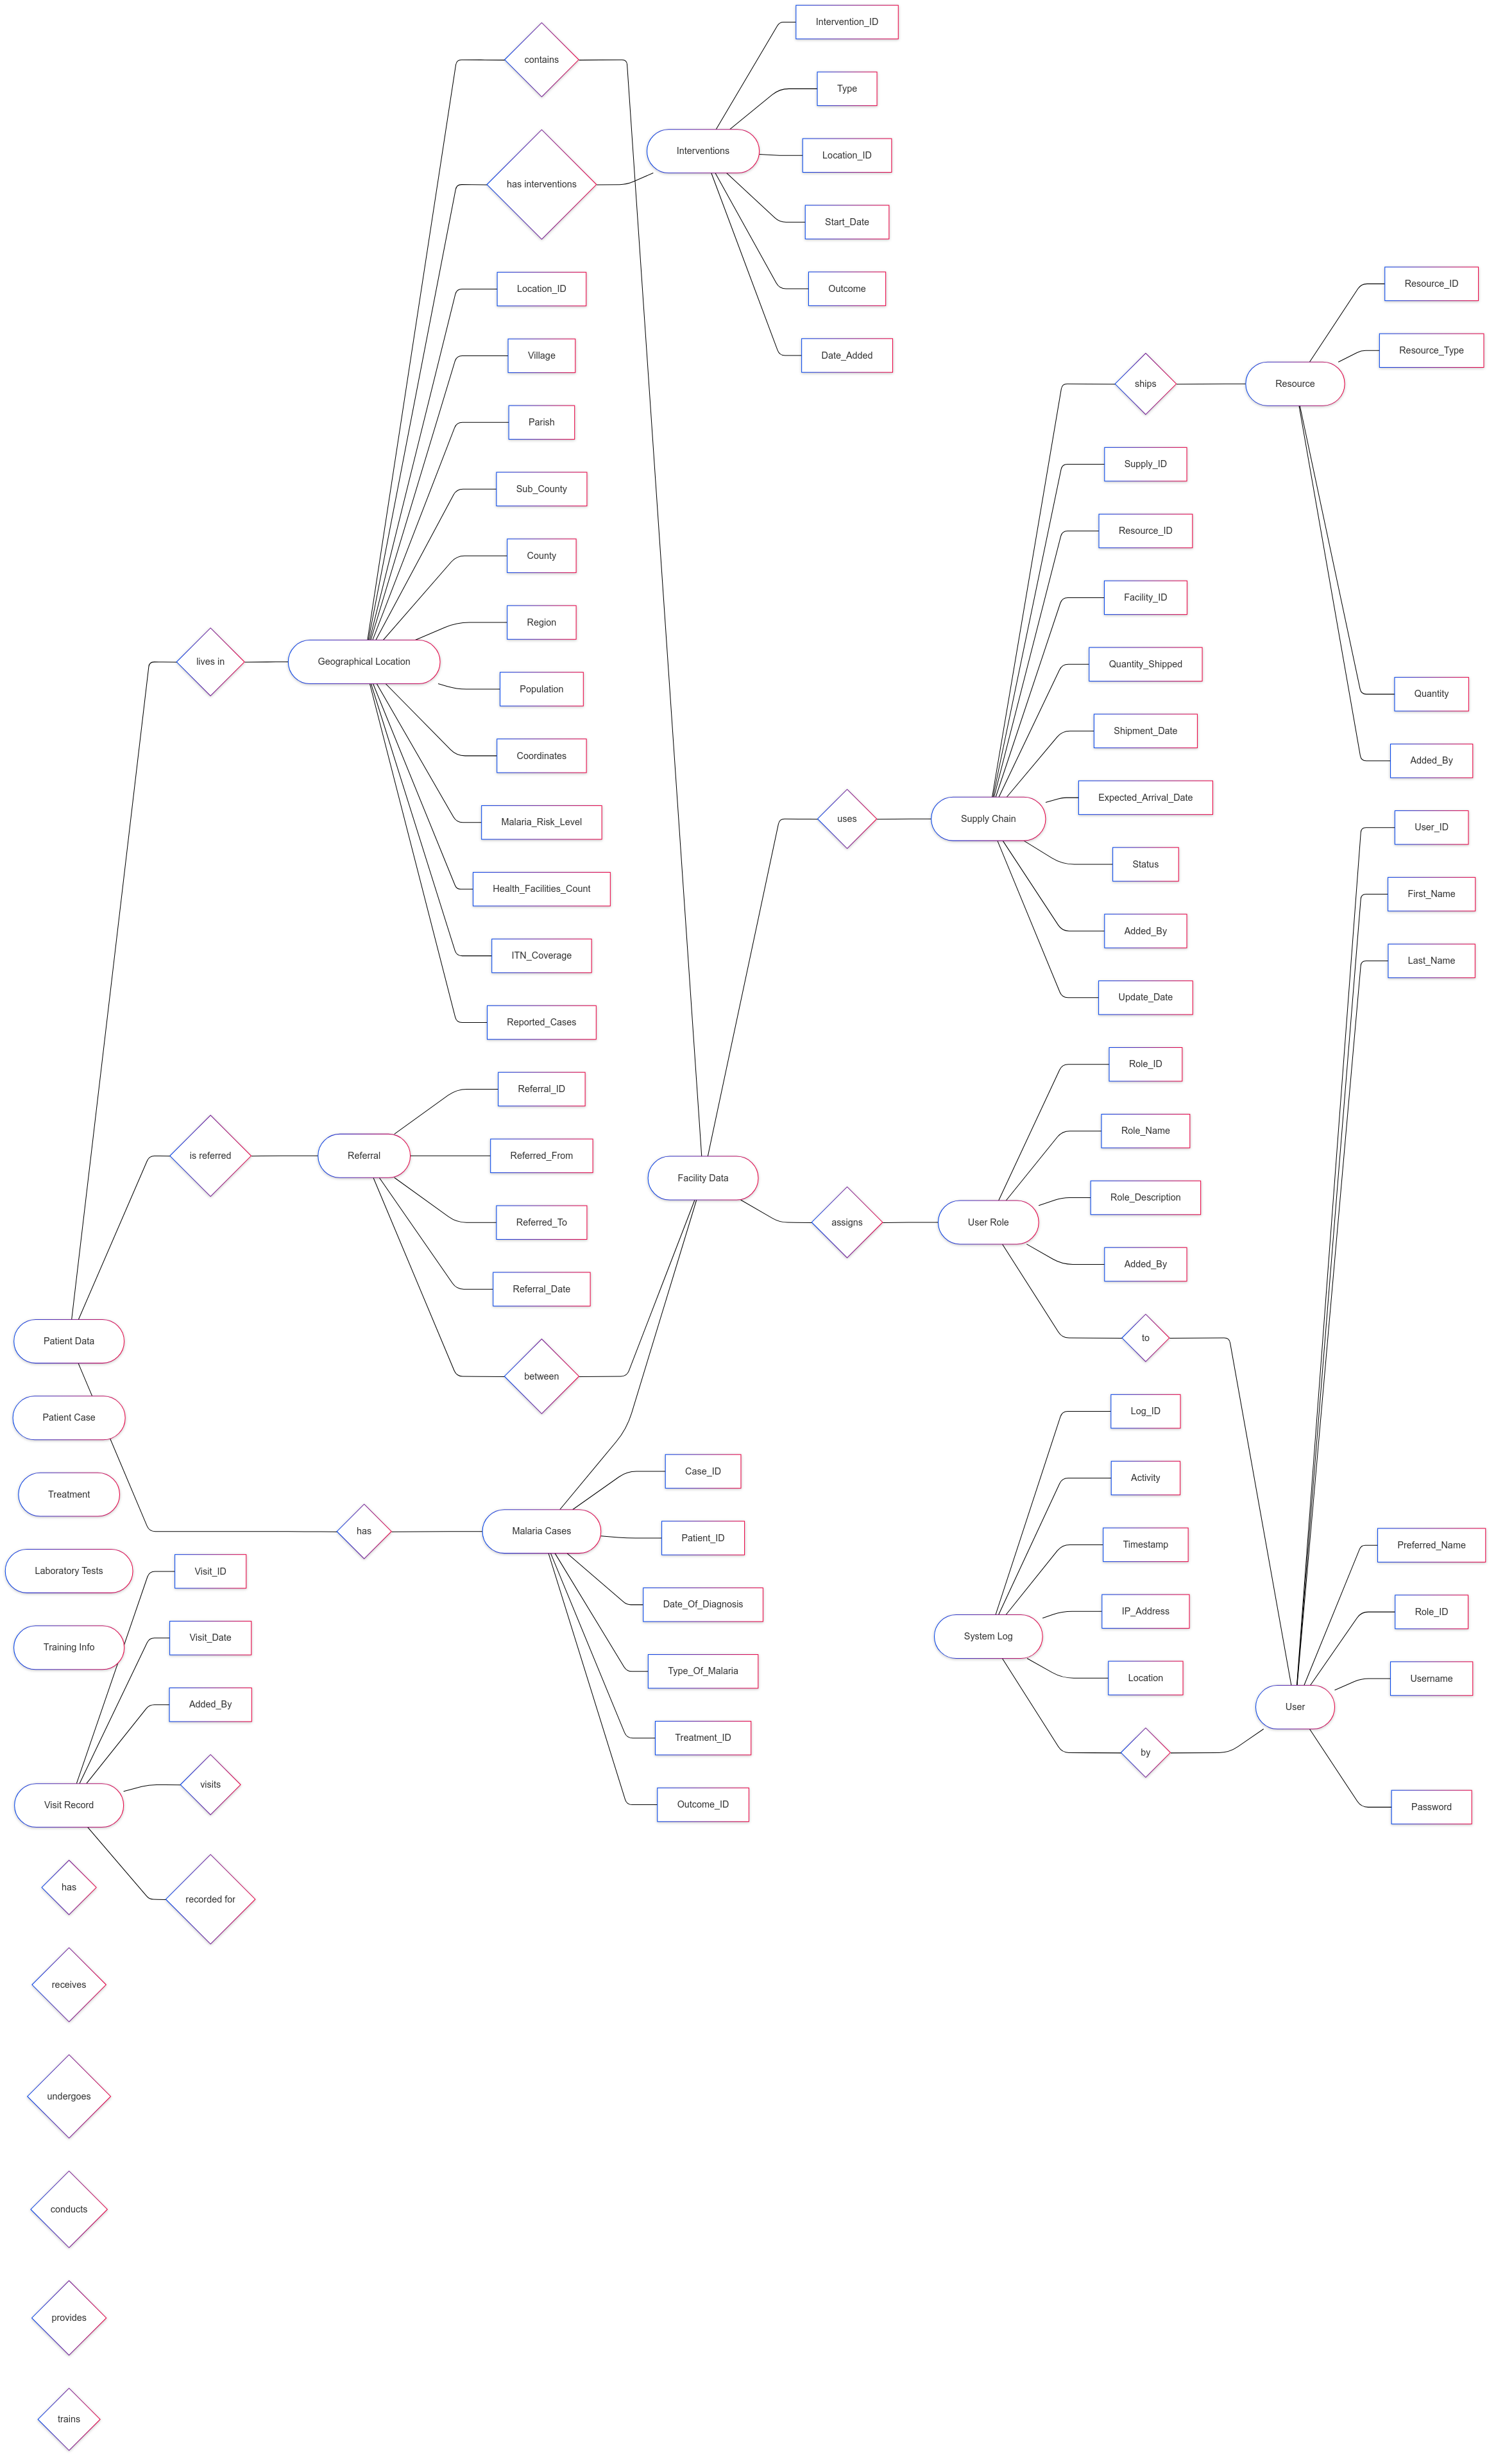 contains
has interventions
Interventions
Intervention_ID
Type
Location_ID
Start_Date
Outcome
Date_Added
Location_ID
Village
Parish
Sub_County
County
Region
Population
Coordinates
Malaria_Risk_Level
Health_Facilities_Count
ITN_Coverage
Reported_Cases
lives in
Geographical Location
Resource_ID
Resource_Type
ships
Resource
Supply_ID
Resource_ID
Facility_ID
Quantity_Shipped
Shipment_Date
Expected_Arrival_Date
Status
Added_By
Update_Date
uses
Supply Chain
Quantity
Added_By
User_ID
First_Name
Last_Name
is referred
Referral
Referral_ID
Referred_From
Referred_To
Referral_Date
between
Facility Data
assigns
User Role
Role_ID
Role_Name
Role_Description
Added_By
to
Patient Data
Patient Case
Treatment
Laboratory Tests
Training Info
Visit Record
has
Malaria Cases
Case_ID
Patient_ID
Date_Of_Diagnosis
Type_Of_Malaria
Treatment_ID
Outcome_ID
Visit_ID
Visit_Date
Added_By
visits
recorded for
Log_ID
Activity
Timestamp
IP_Address
Location
System Log
by
User
Preferred_Name
Role_ID
Username
Password
has
receives
undergoes
conducts
provides
trains